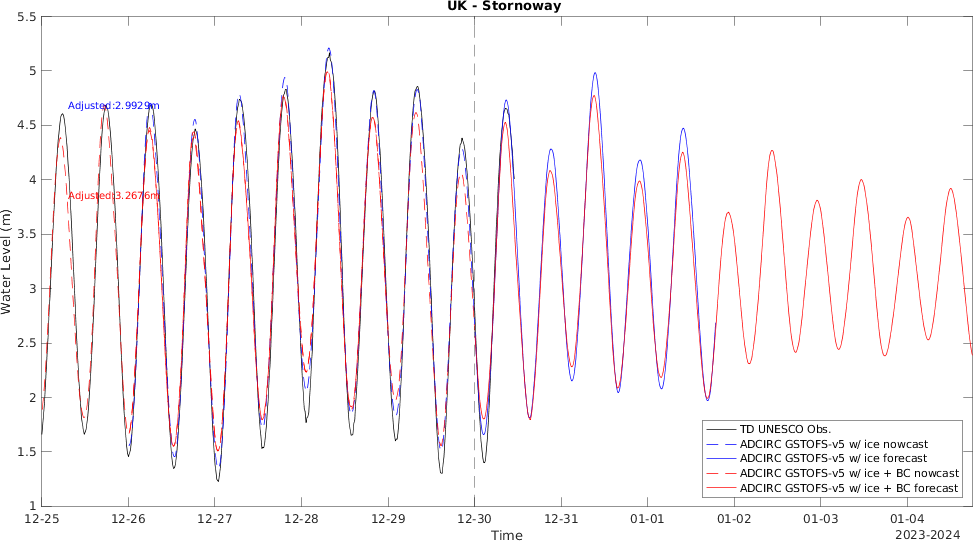 UK - Stornoway
5.5
5
4.5
4
3.5
3
2.5
2
1.5
1
Water Level (m)
Adjusted:2.9929m
Adjusted:3.2676m
TD UNESCO Obs.
ADCIRC GSTOFS-v5 w/ ice nowcast
ADCIRC GSTOFS-v5 w/ ice forecast
ADCIRC GSTOFS-v5 w/ ice + BC nowcast
ADCIRC GSTOFS-v5 w/ ice + BC forecast
12-25 12-26 12-27 12-28 12-29 12-30 12-31 01-01 01-02 01-03 01-04
Time
2023-2024